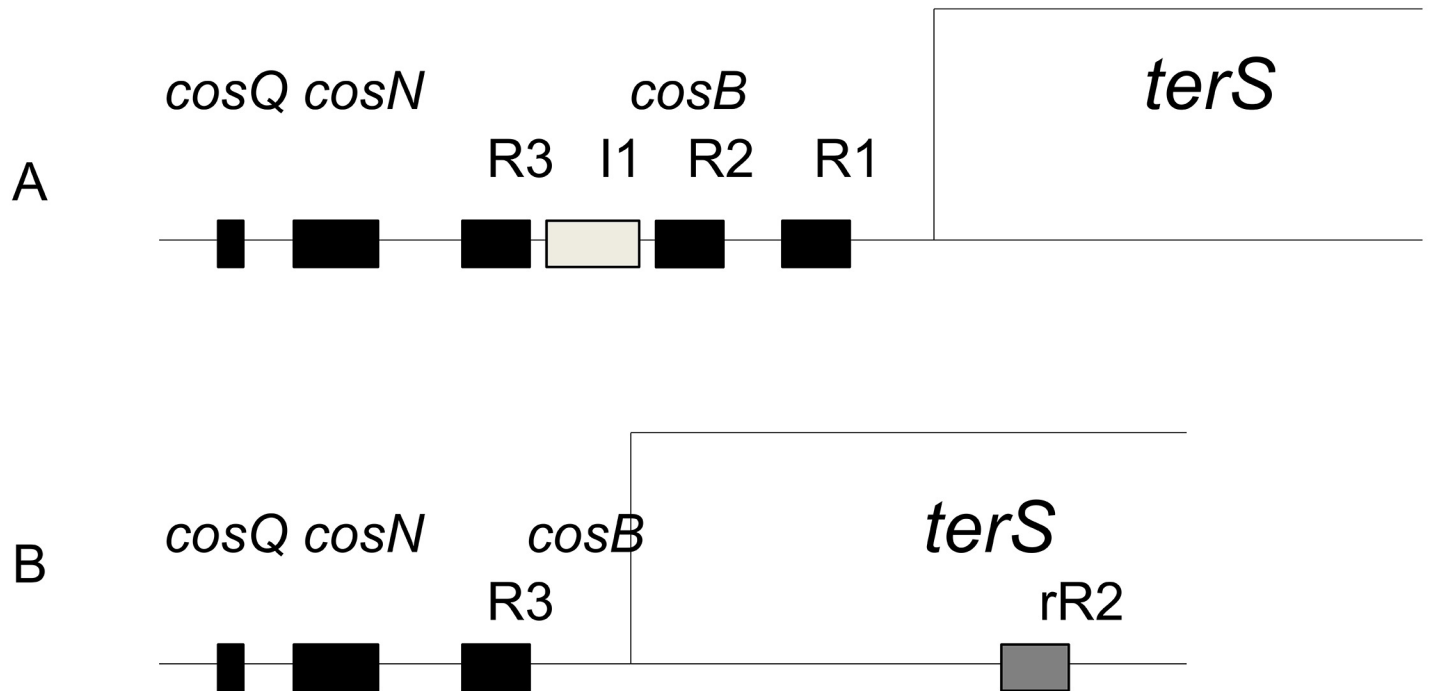 cosQ cosN cosB terS
R3 I1 R2 R1
A
cosQ cosN cosB terS
R3 rR2
B